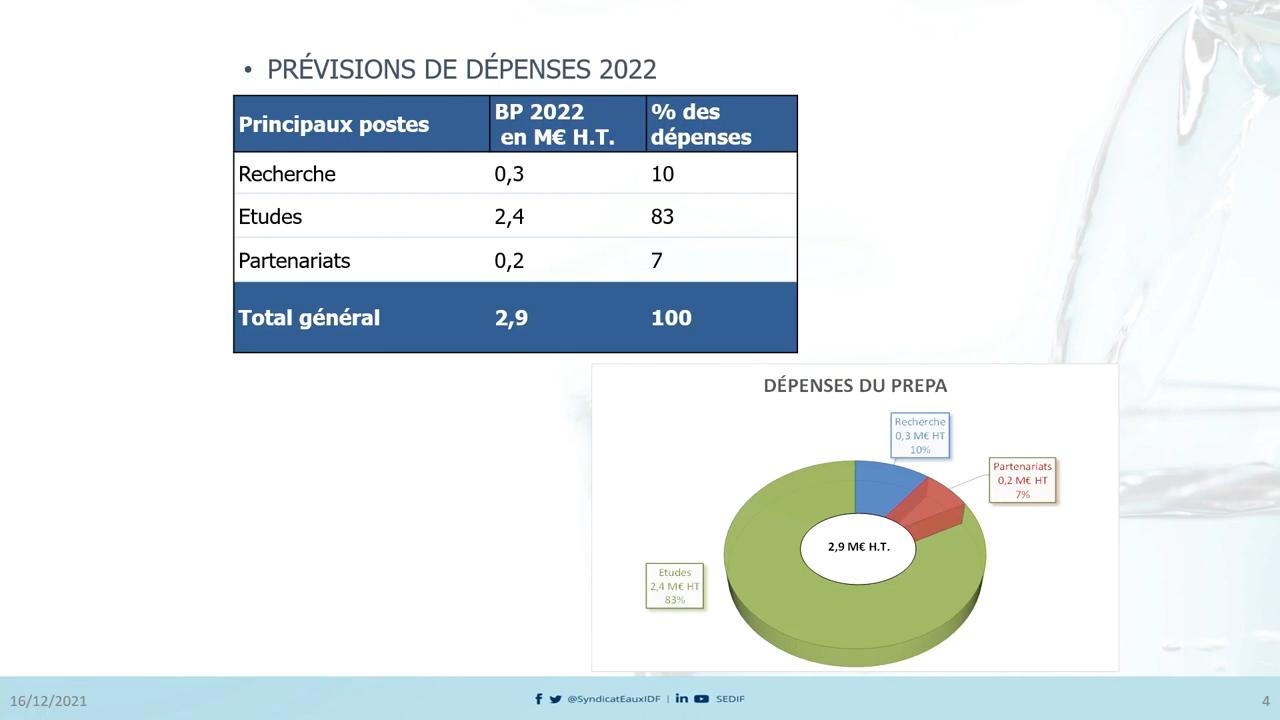 • PRÉVISIONS DE DÉPENSES 2022
Principaux postes
BP 2022
en M€ H.T.
% des
dépenses
Recherche 0,3 10
Etudes 2,4 83
Partenariats 0,2 7
Total général 2,9 100
DÉPENSES DU PREPA
Recherche
0,3 M€ HT
10%
Partenariats
0,2 M€ HT
7%
2,9 M€ H.T.
Etudes
2,4 M€ HT
83%
16/12/2021
@SyndicatEauxIDF | in SEDIF
4